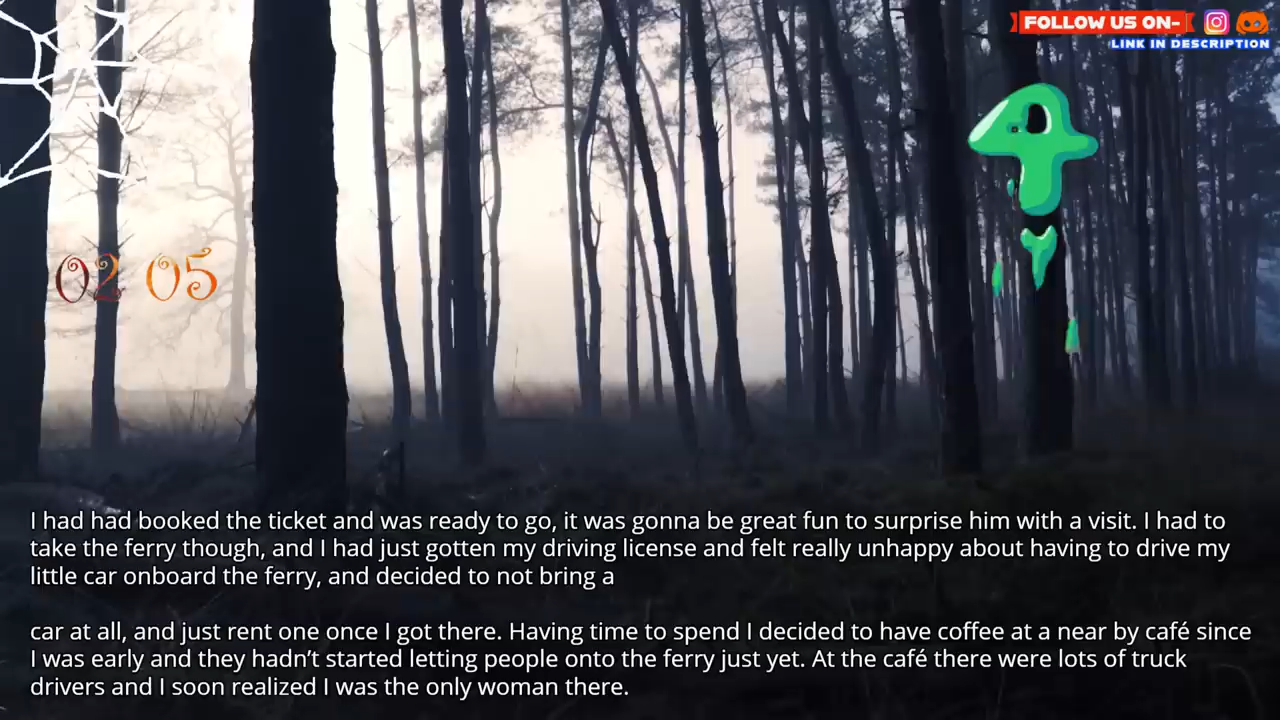 FOLLOW US ON-
LINK IN DESCRIPTION
4
02 05
I had had booked the ticket and was ready to go, it was gonna be great fun to surprise him with a visit. I had to
take the ferry though, and I had just gotten my driving license and felt really unhappy about having to drive my
little car onboard the ferry, and decided to not bring a
car at all, and just rent one once I got there. Having time to spend I decided to have coffee at a near by café since
I was early and they hadn’t started letting people onto the ferry just yet. At the café there were lots of truck
drivers and I soon realized I was the only woman there.